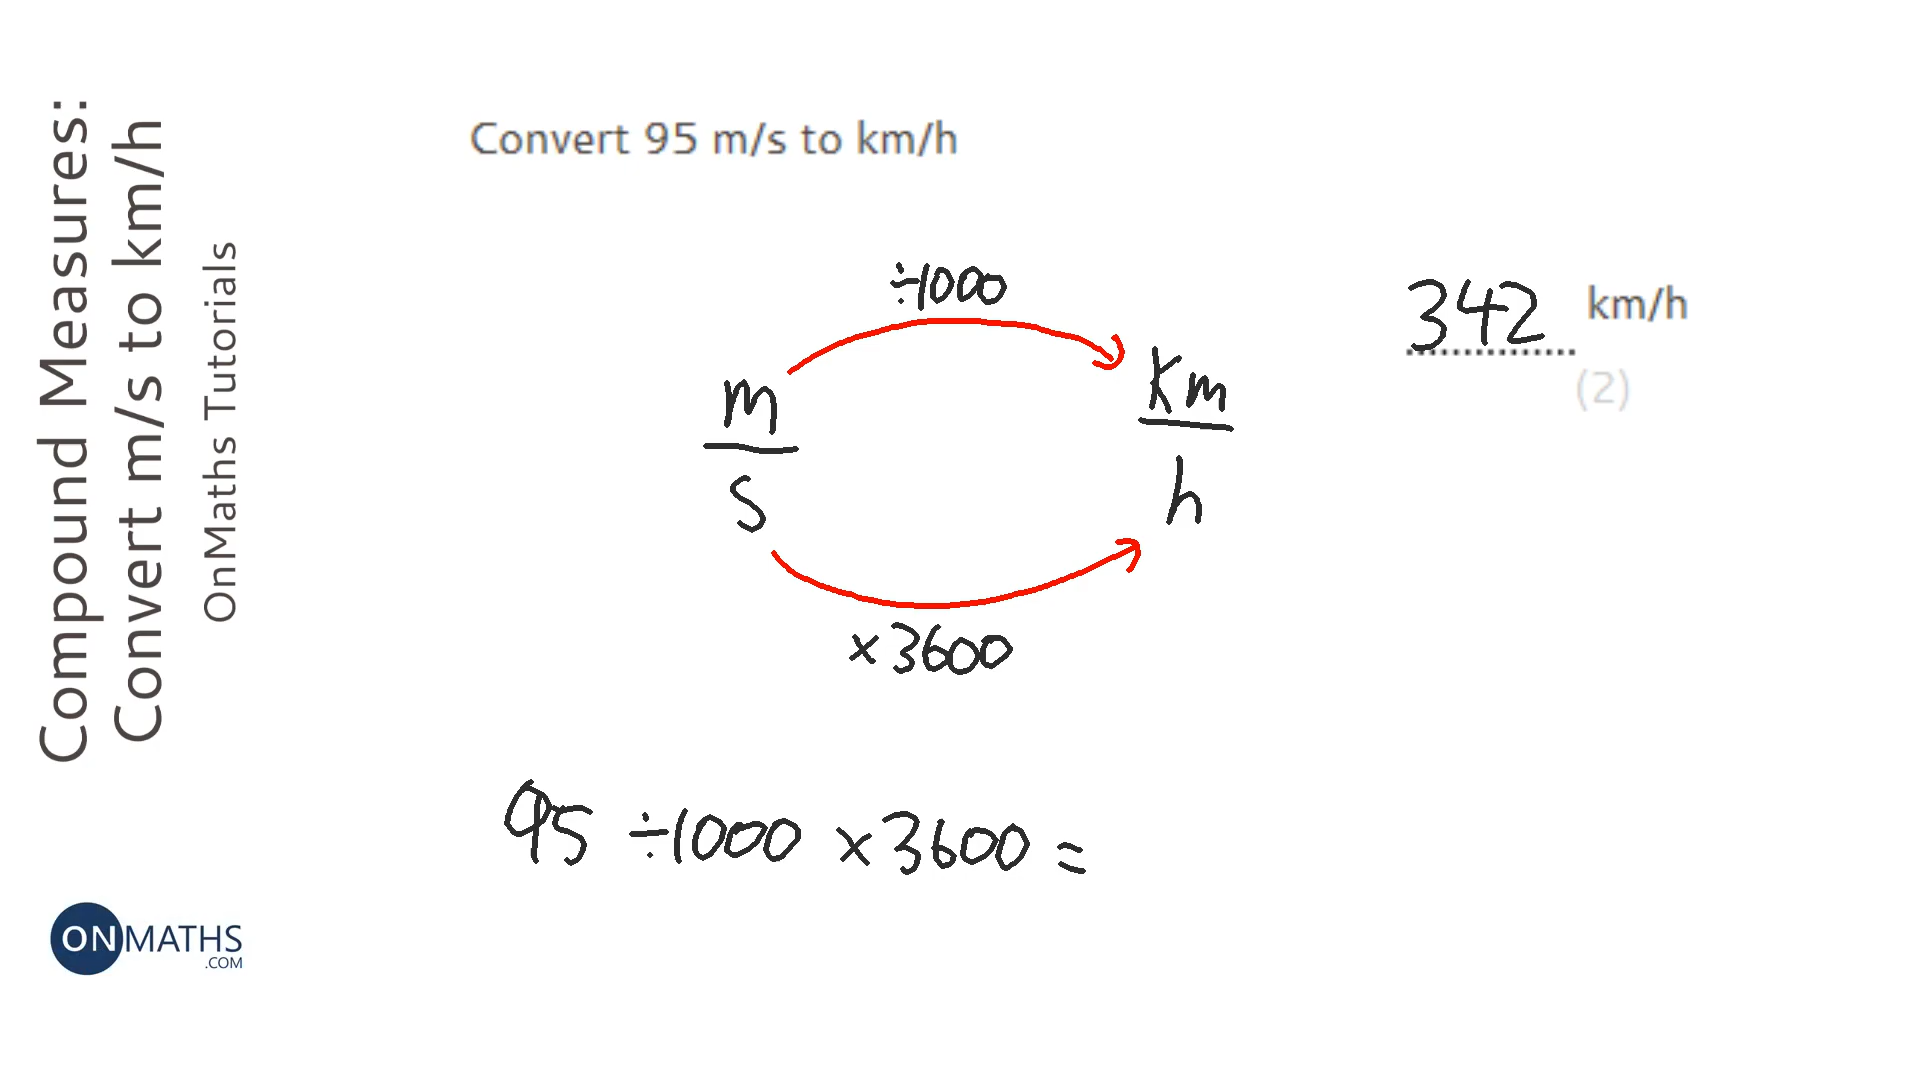 Compound Measures:
Convert m/s to km/h
OnMaths Tutorials
Convert 95 m/s to km/h
÷1000
m
s
km
h
×3600
342 km/h
(2)
95 ÷1000 ×3600 =
ONMATHS
.COM